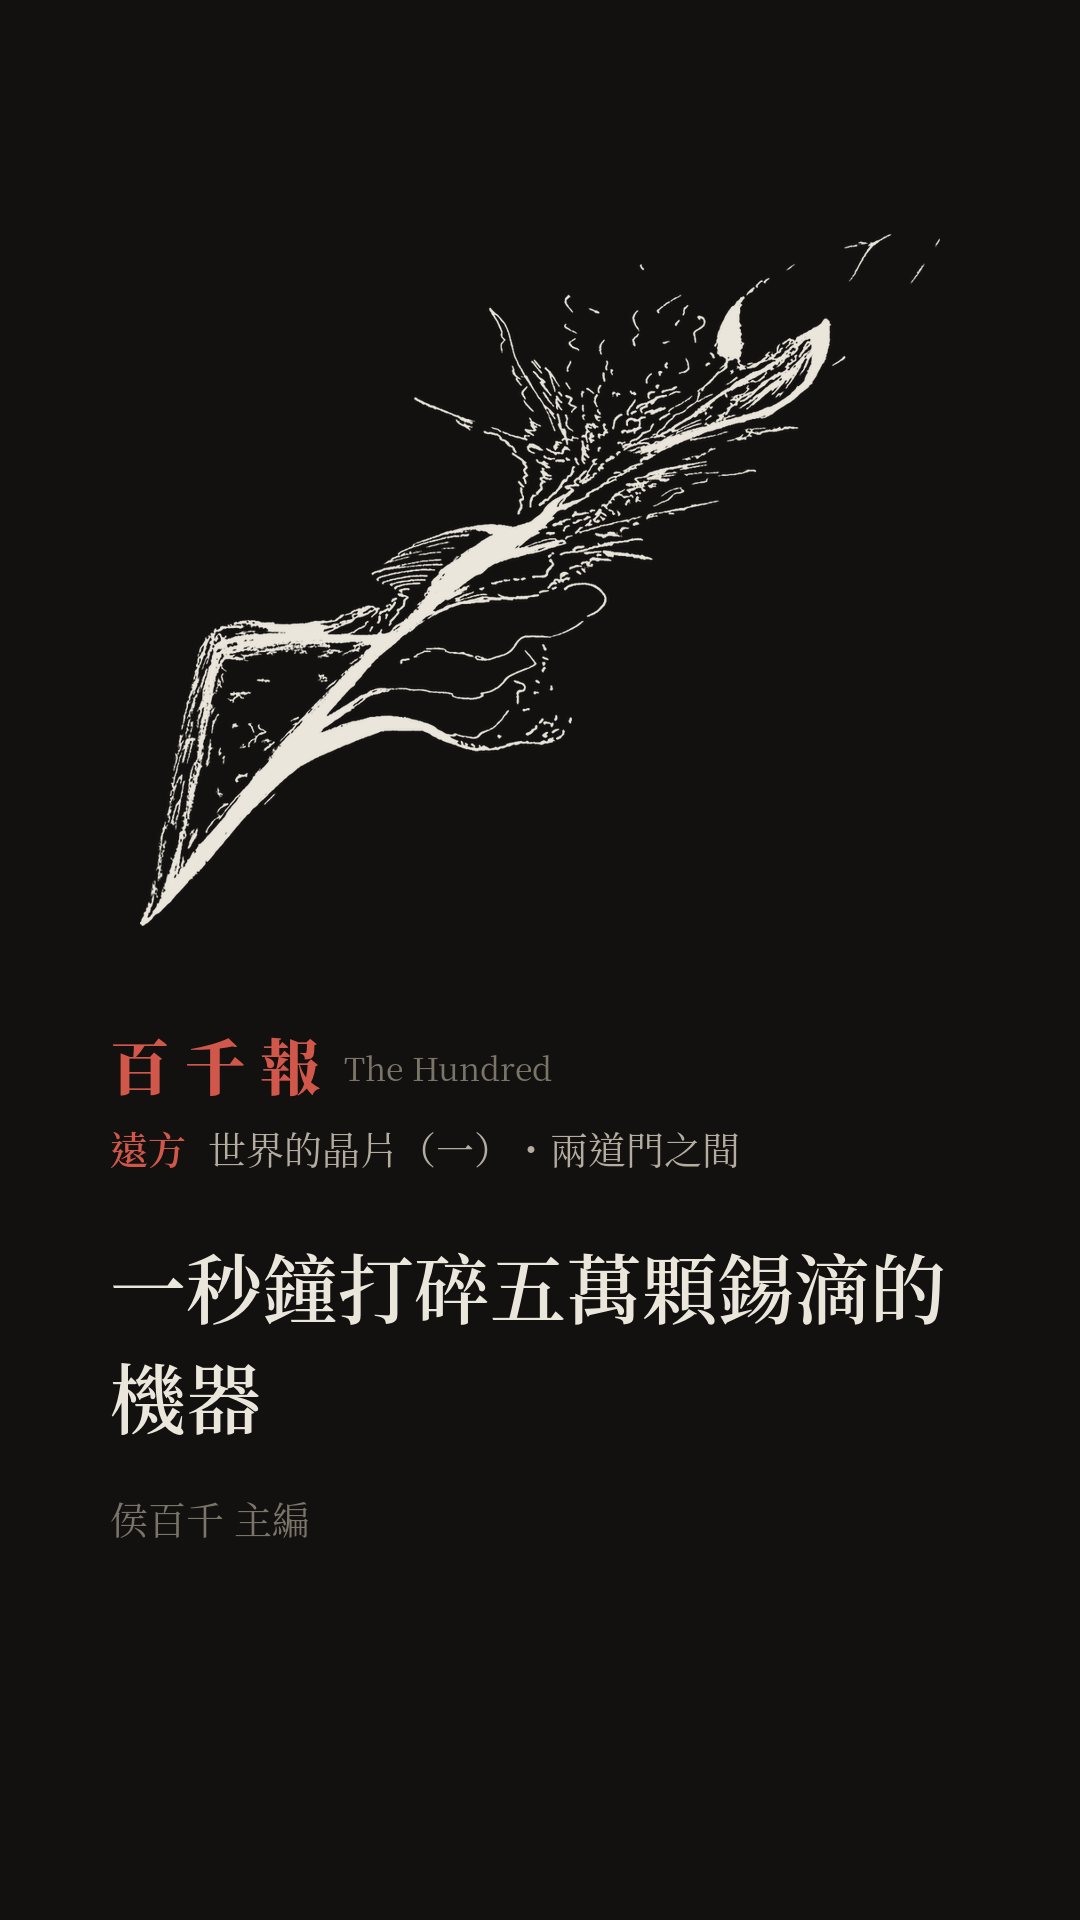 百千報 The Hundred
遠方 世界的晶片（一）・兩道門之間
一秒鐘打碎五萬顆錫滴的
機器
侯百千 主編